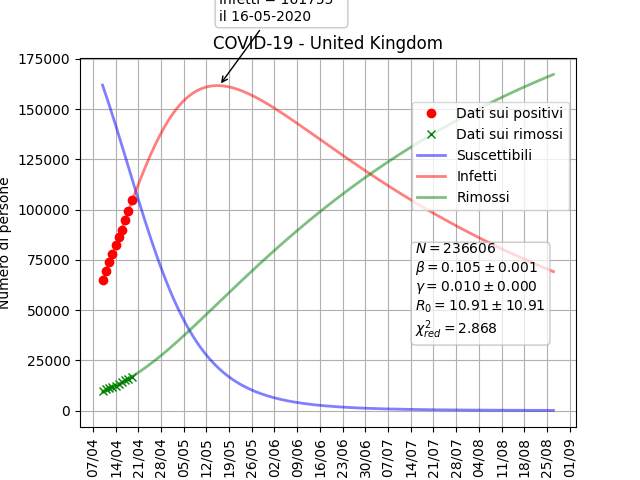 il 16-05-2020
COVID-19 - United Kingdom
Numero di persone
175000
150000
125000
100000
75000
50000
25000
0
Dati sui positivi
Dati sui rimossi
Suscettibili
Infetti
Rimossi
N = 236606
β = 0.105 ± 0.001
γ = 0.010 ± 0.000
R₀ = 10.91 ± 10.91
χ²red = 2.868
07/04
14/04
21/04
28/04
05/05
12/05
19/05
26/05
02/06
09/06
16/06
23/06
30/06
07/07
14/07
21/07
28/07
04/08
11/08
18/08
25/08
01/09